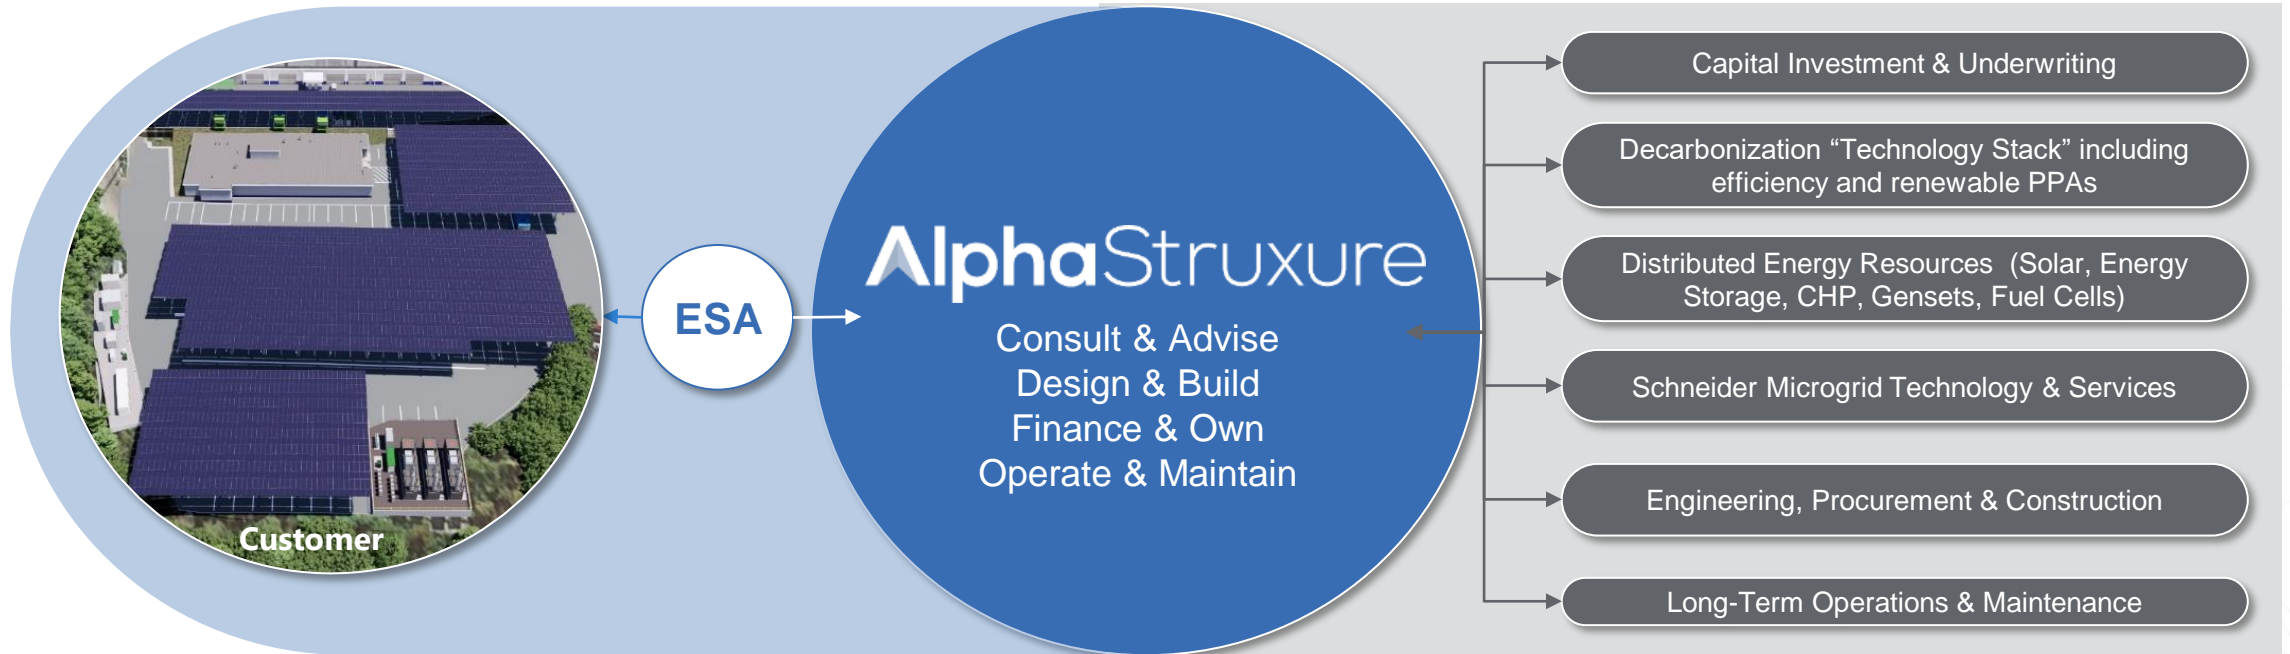 Customer
ESA
AlphaStruxure
Consult & Advise
Design & Build
Finance & Own
Operate & Maintain
Capital Investment & Underwriting
Decarbonization “Technology Stack” including
efficiency and renewable PPAs
Distributed Energy Resources (Solar, Energy
Storage, CHP, Gensets, Fuel Cells)
Schneider Microgrid Technology & Services
Engineering, Procurement & Construction
Long-Term Operations & Maintenance